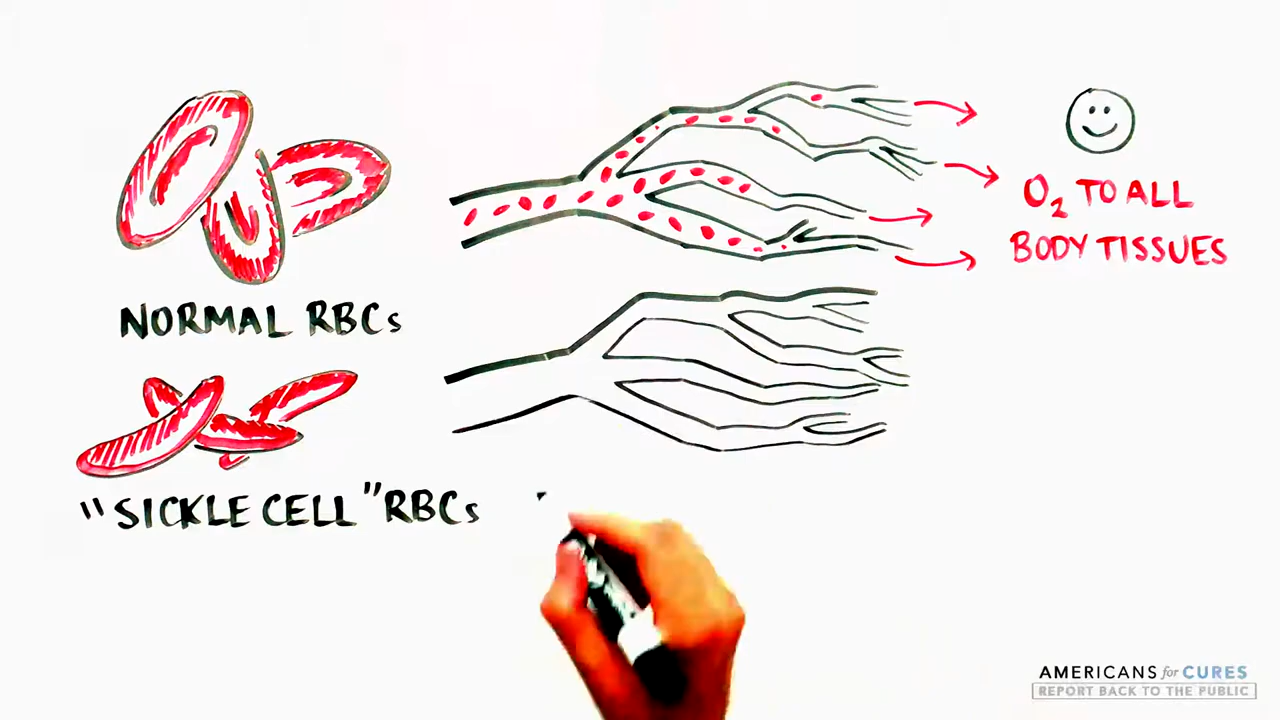 O₂ TO ALL
BODY TISSUES
NORMAL RBCs
"SICKLE CELL" RBCs
AMERICANS for CURES
REPORT BACK TO THE PUBLIC